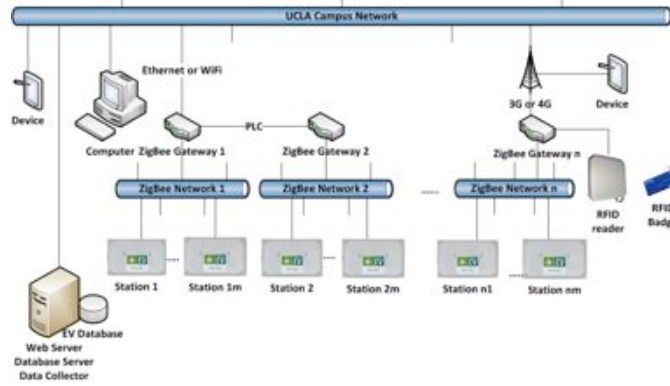 UCLA Campus Network
Ethernet or WiFi
Device
3G or 4G
Device
PLC
Computer
ZigBee Gateway 1
ZigBee Gateway 2
ZigBee Gateway n
ZigBee Network 1
ZigBee Network 2
......
ZigBee Network n
RFID
reader
RFID
Badg
Station 1
Station 1m
Station 2
Station 2m
Station n1
Station nm
EV Database
Web Server
Database Server
Data Collector